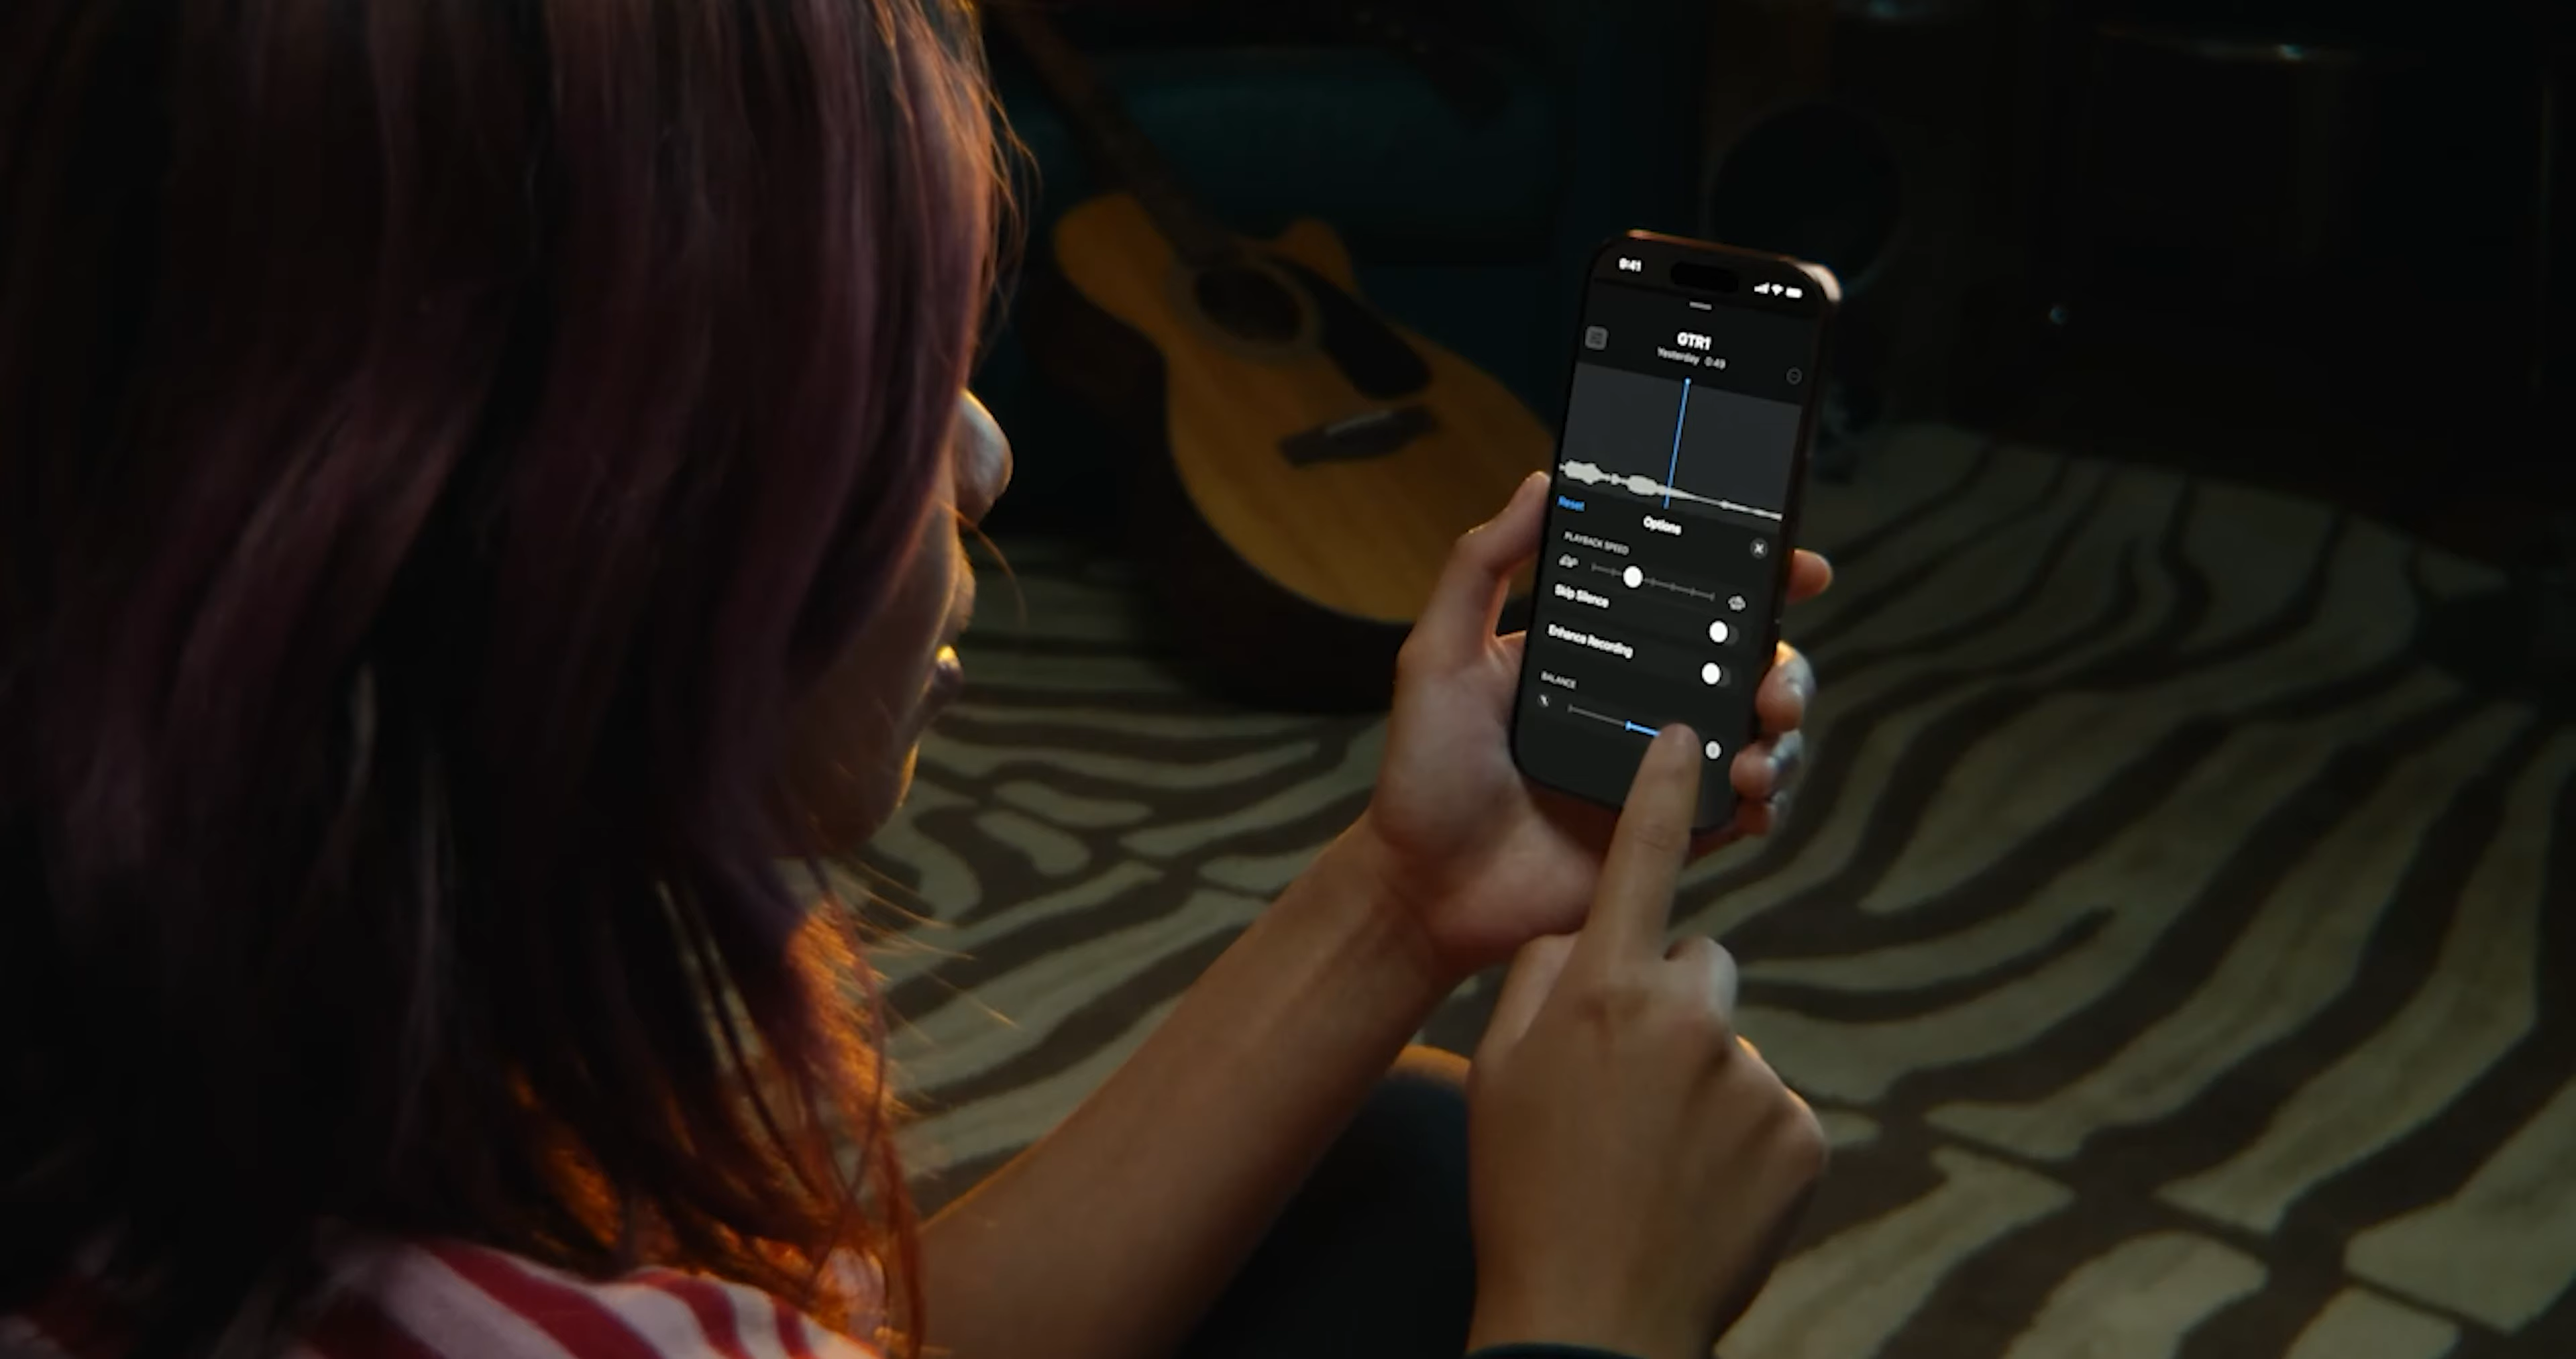 9:41
GTR1
Yesterday 0:49
Reset
Options
PLAYBACK SPEED
Skip Silence
Enhance Recording
BALANCE